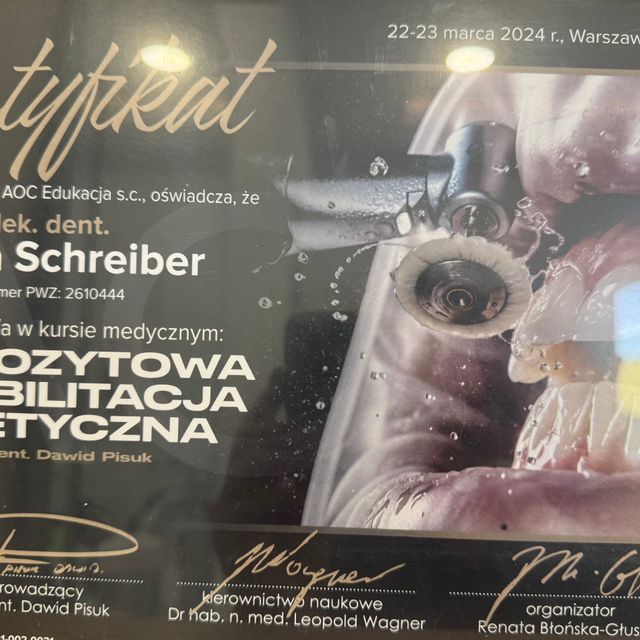 22-23 marca 2024 r., Warszaw
tyfikat
AOC Edukacja s.c., oświadcza, że
lek. dent.
Schreiber
mer PWZ: 2610444
w kursie medycznym:
OZYTOWA
BILITACJA
ETYCZNA
ent. Dawid Pisuk
rowadzący
nt. Dawid Pisuk
kierownictwo naukowe
Dr hab. n. med. Leopold Wagner
organizator
Renata Błońska-Głus